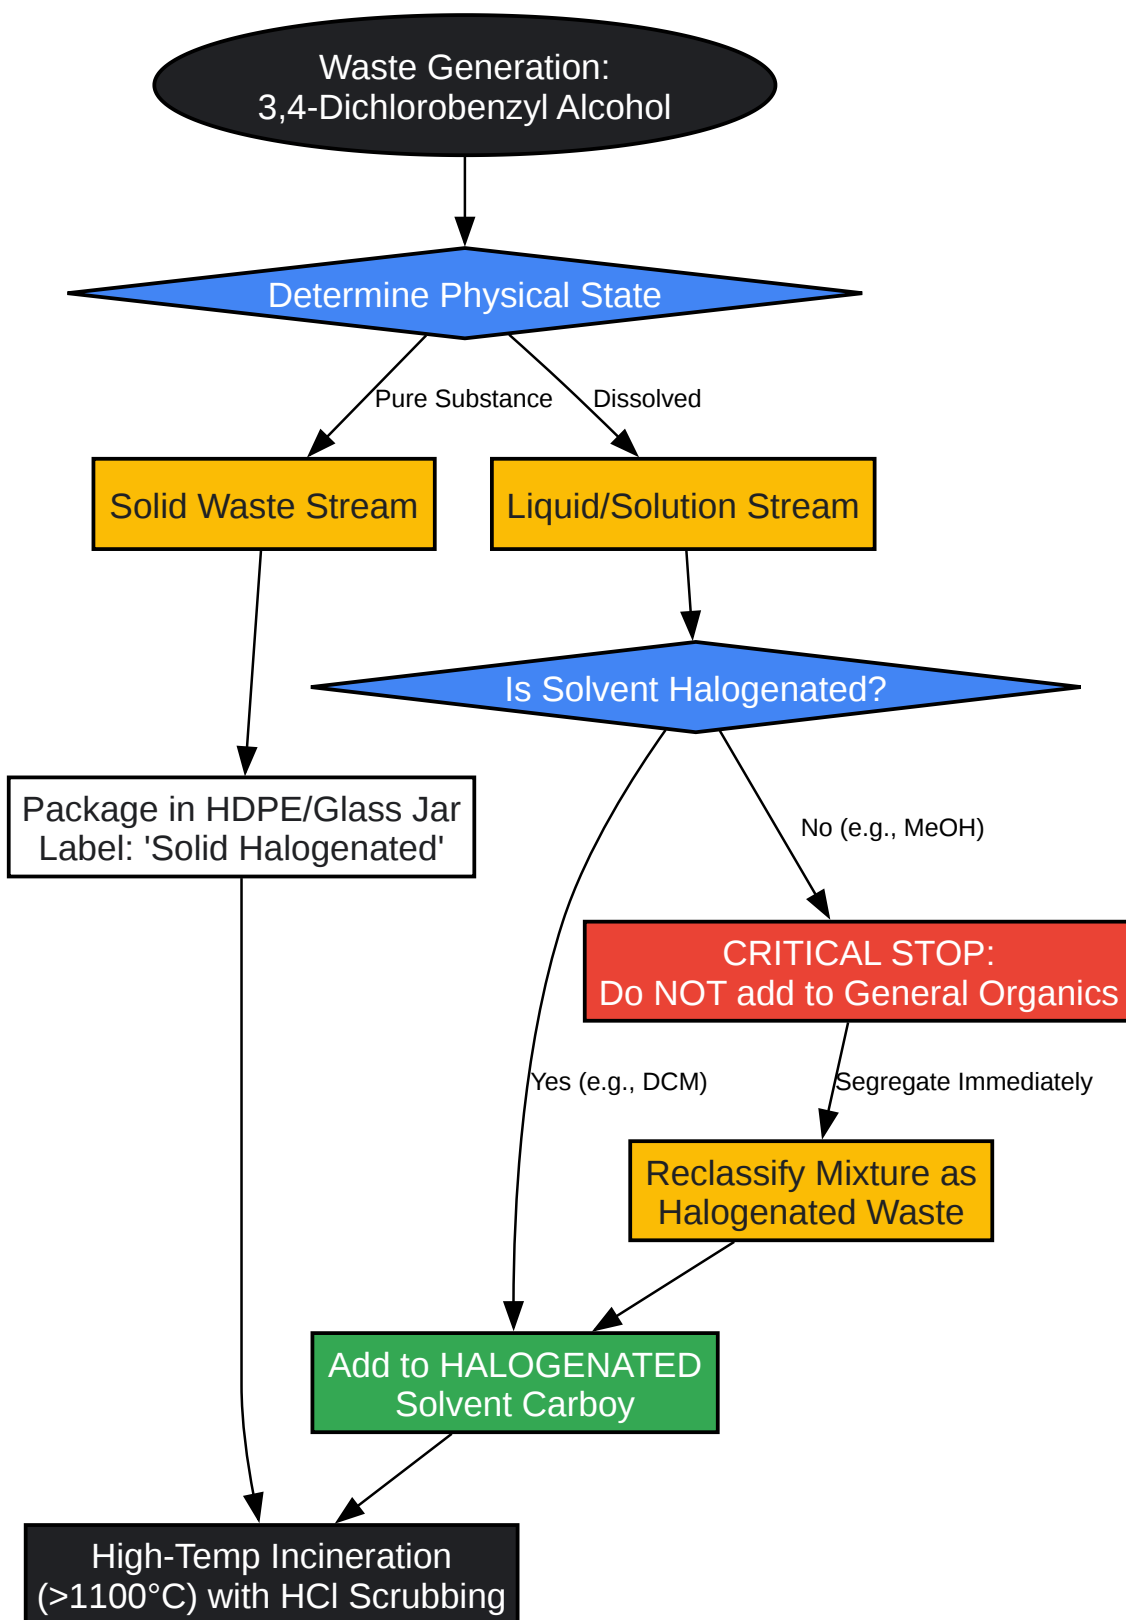 Waste Generation:
3,4-Dichlorobenzyl Alcohol
Determine Physical State
Pure Substance
Dissolved
Solid Waste Stream
Liquid/Solution Stream
Is Solvent Halogenated?
Package in HDPE/Glass Jar
Label: 'Solid Halogenated'
No (e.g., MeOH)
CRITICAL STOP:
Do NOT add to General Organics
Yes (e.g., DCM)
Segregate Immediately
Reclassify Mixture as
Halogenated Waste
Add to HALOGENATED
Solvent Carboy
High-Temp Incineration
(>1100°C) with HCl Scrubbing